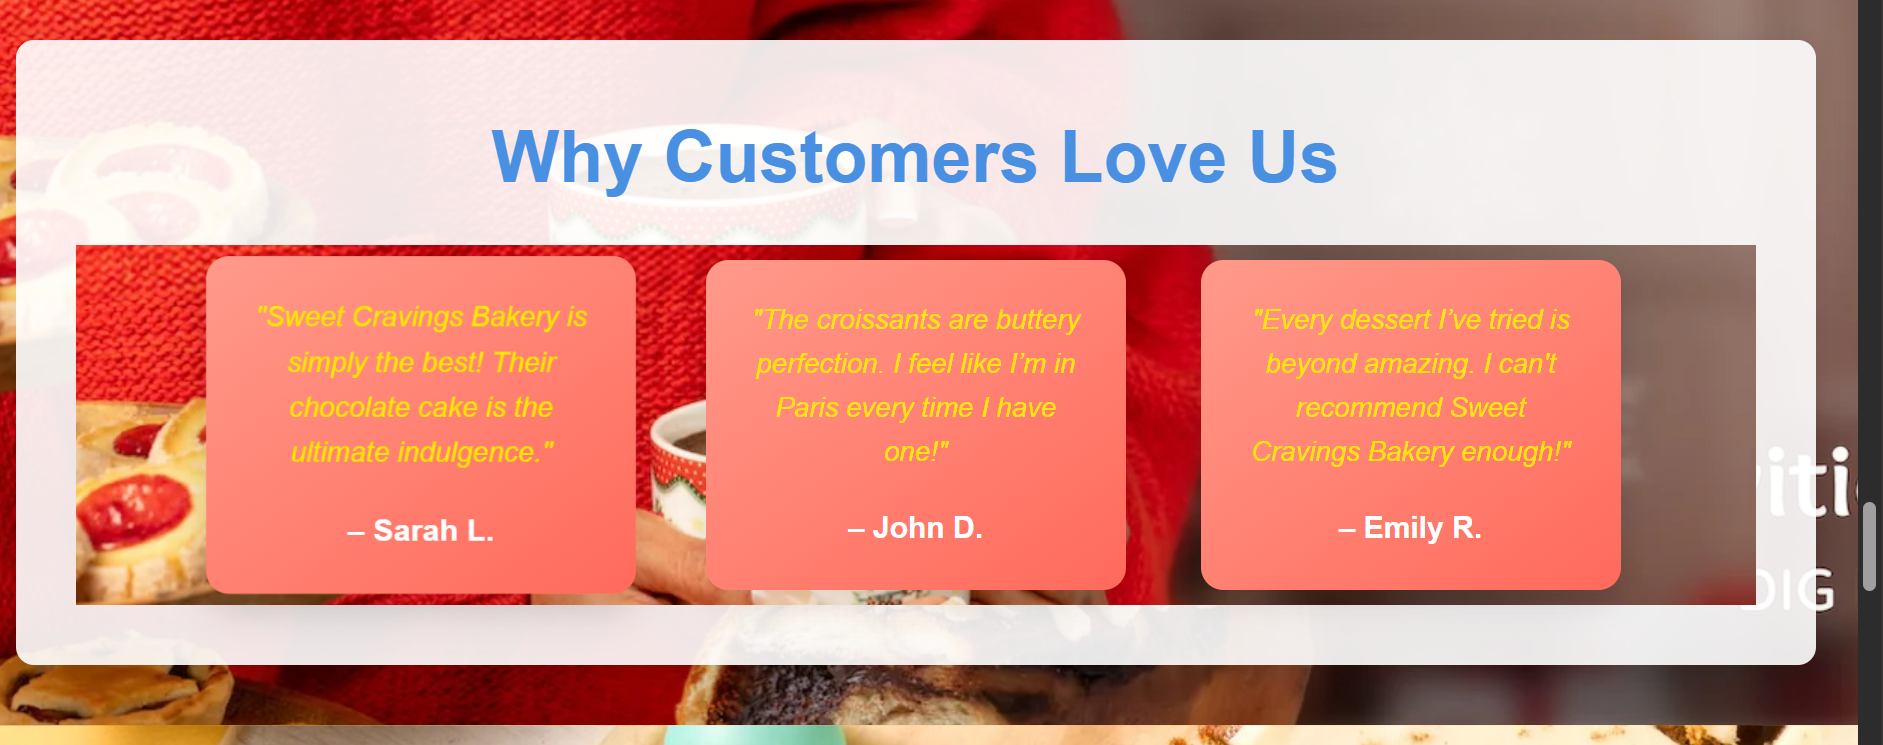 Why Customers Love Us
"Sweet Cravings Bakery is
simply the best! Their
chocolate cake is the
ultimate indulgence."
– Sarah L.
"The croissants are buttery
perfection. I feel like I’m in
Paris every time I have
one!"
– John D.
"Every dessert I’ve tried is
beyond amazing. I can't
recommend Sweet
Cravings Bakery enough!"
– Emily R.